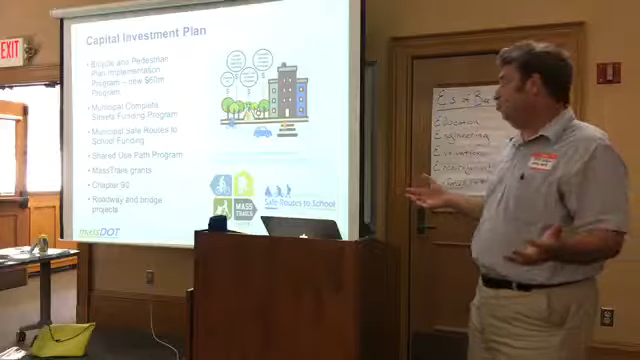 EXIT
Capital Investment Plan
• Bicycle and Pedestrian
Plan Implementation
Program – new $60m
Program
• Municipal Complete
Streets Funding Program
• Municipal Safe Routes to
School Funding
• Shared Use Path Program
• MassTrails grants
• Chapter 90
• Roadway and bridge
projects
MASS
TRAILS
Safe Routes to School
massDOT
E's
Education
Engineering